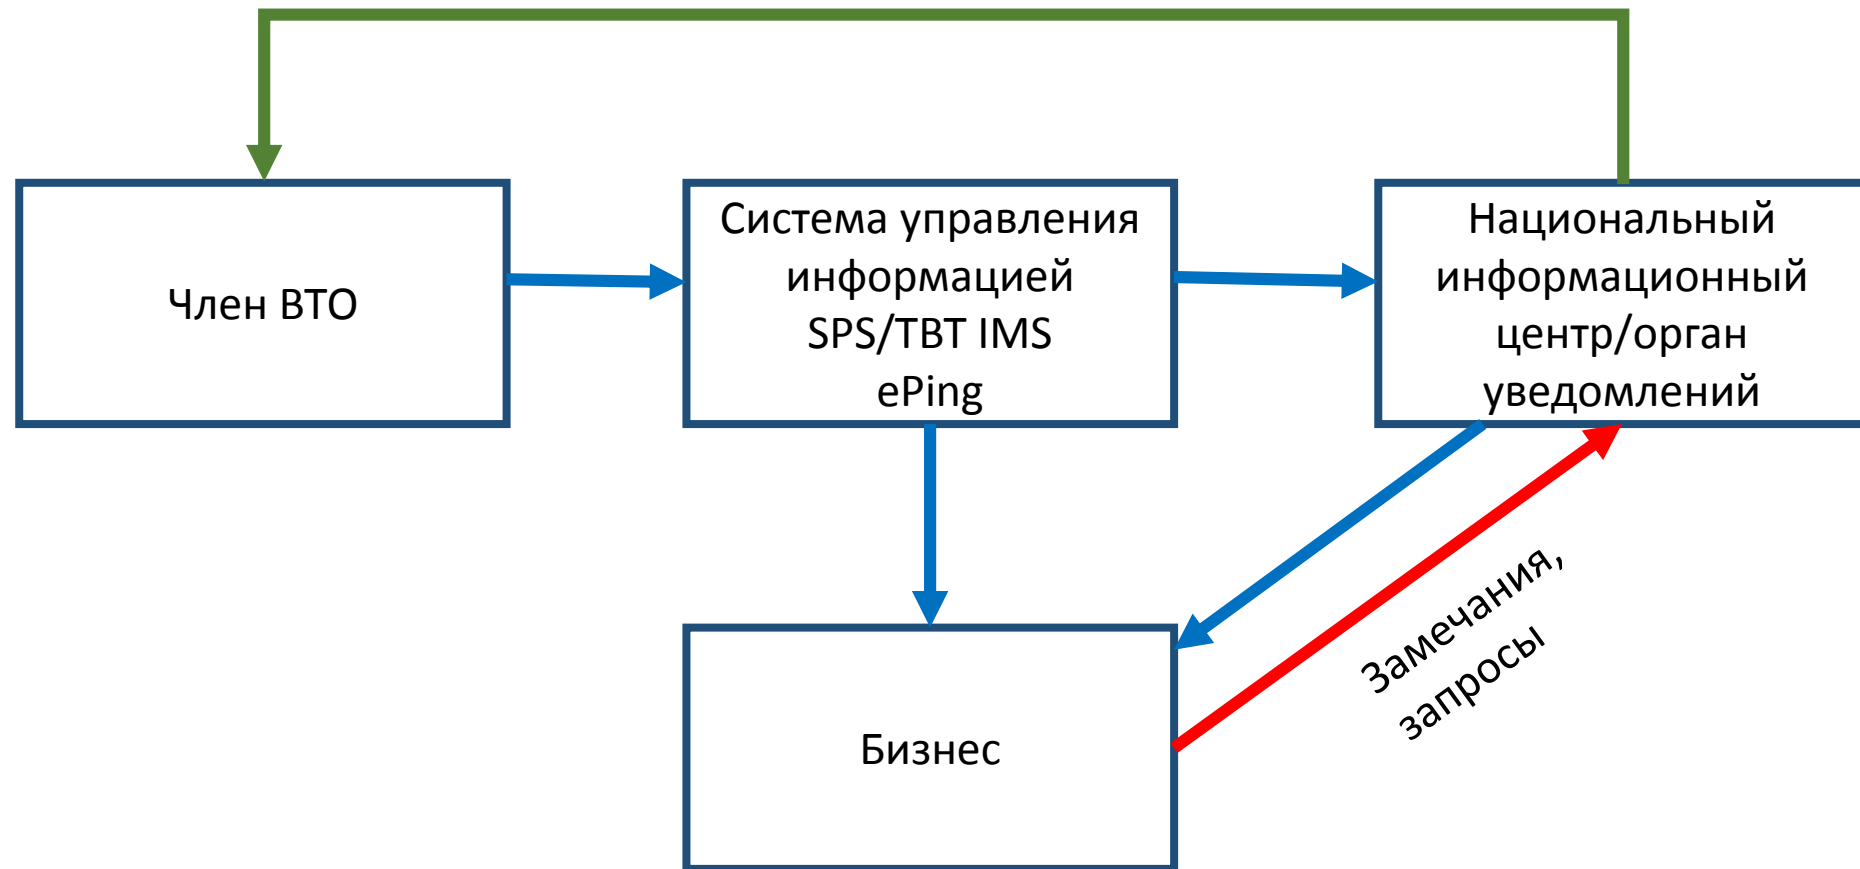 Член ВТО
Система управления
информацией
SPS/TBT IMS
ePing
Национальный
информационный
центр/орган
уведомлений
Замечания,
запросы
Бизнес